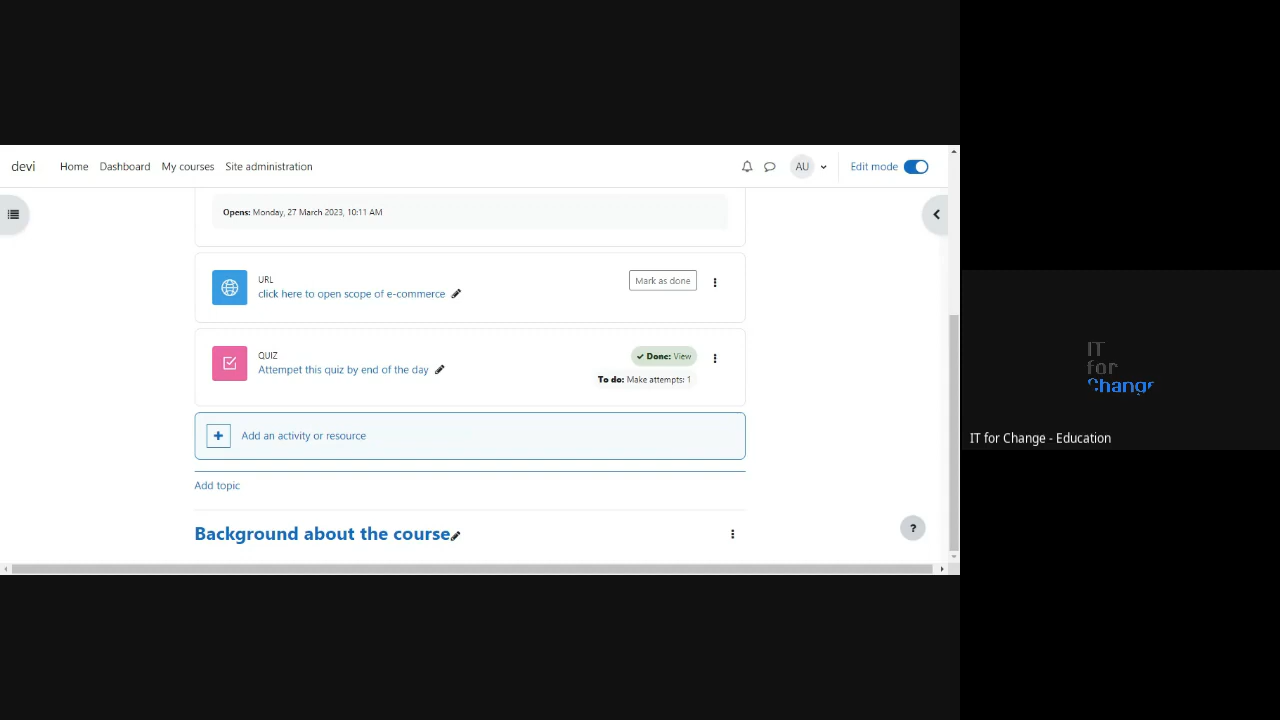 devi
Home
Dashboard
My courses
Site administration
AU
Edit mode
Opens: Monday, 27 March 2023, 10:11 AM
URL
click here to open scope of e-commerce
Mark as done
QUIZ
Attempet this quiz by end of the day
Done: View
To do: Make attempts: 1
Add an activity or resource
Add topic
Background about the course
?
IT
for
Change
IT for Change - Education